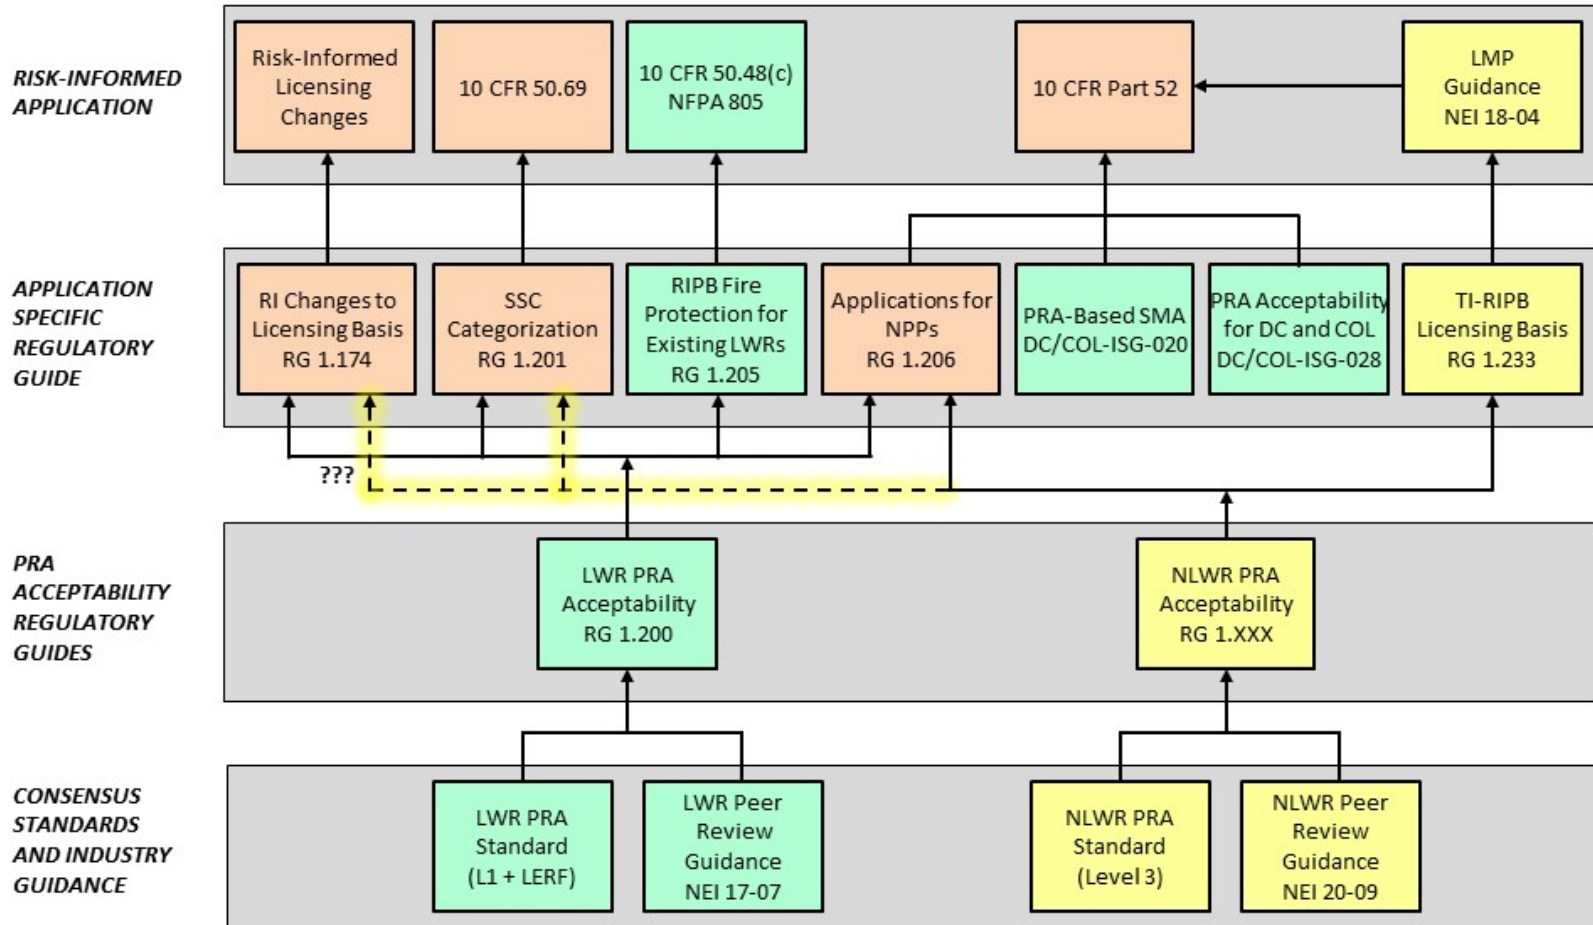 RISK-INFORMED
APPLICATION
Risk-Informed
Licensing
Changes
10 CFR 50.69
10 CFR 50.48(c)
NFPA 805
10 CFR Part 52
LMP
Guidance
NEI 18-04
APPLICATION
SPECIFIC
REGULATORY
GUIDE
RI Changes to
Licensing Basis
RG 1.174
SSC
Categorization
RG 1.201
RIPB Fire
Protection for
Existing LWRs
RG 1.205
Applications for
NPPs
RG 1.206
PRA-Based SMA
DC/COL-ISG-020
PRA Acceptability
for DC and COL
DC/COL-ISG-028
TI-RIPB
Licensing Basis
RG 1.233
???
PRA
ACCEPTABILITY
REGULATORY
GUIDES
LWR PRA
Acceptability
RG 1.200
NLWR PRA
Acceptability
RG 1.XXX
CONSENSUS
STANDARDS
AND INDUSTRY
GUIDANCE
LWR PRA
Standard
(L1 + LERF)
LWR Peer
Review
Guidance
NEI 17-07
NLWR PRA
Standard
(Level 3)
NLWR Peer
Review
Guidance
NEI 20-09